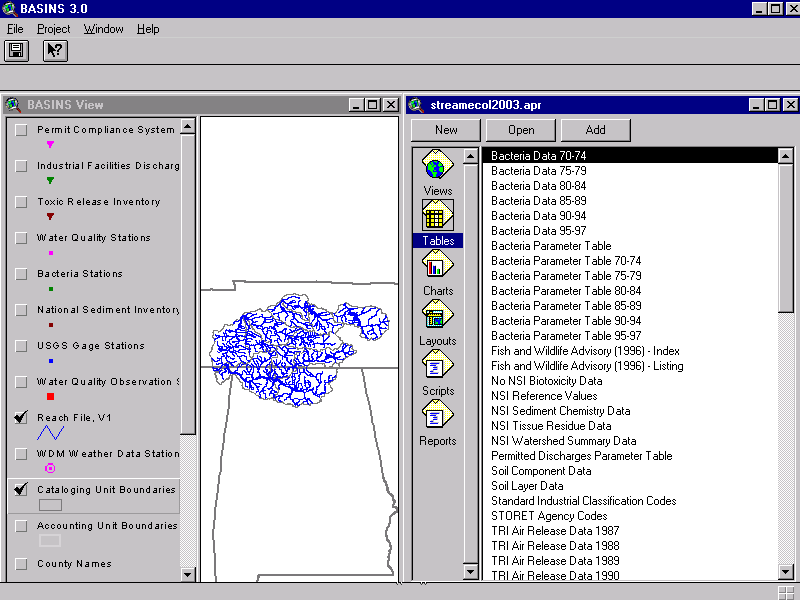 BASINS 3.0
File Project Window Help
BASINS View
Permit Compliance System
Industrial Facilities Discharg
Toxic Release Inventory
Water Quality Stations
Bacteria Stations
National Sediment Inventory
USGS Gage Stations
Water Quality Observation S
Reach File, V1
WDM Weather Data Station
Cataloging Unit Boundaries
Accounting Unit Boundaries
County Names
streamecol2003.apr
New Open Add
Views
Tables
Charts
Layouts
Scripts
Reports
Bacteria Data 70-74
Bacteria Data 75-79
Bacteria Data 80-84
Bacteria Data 85-89
Bacteria Data 90-94
Bacteria Data 95-97
Bacteria Parameter Table
Bacteria Parameter Table 70-74
Bacteria Parameter Table 75-79
Bacteria Parameter Table 80-84
Bacteria Parameter Table 85-89
Bacteria Parameter Table 90-94
Bacteria Parameter Table 95-97
Fish and Wildlife Advisory (1996) - Index
Fish and Wildlife Advisory (1996) - Listing
No NSI Biotoxicity Data
NSI Reference Values
NSI Sediment Chemistry Data
NSI Tissue Residue Data
NSI Watershed Summary Data
Permitted Discharges Parameter Table
Soil Component Data
Soil Layer Data
Standard Industrial Classification Codes
STORET Agency Codes
TRI Air Release Data 1987
TRI Air Release Data 1988
TRI Air Release Data 1989
TRI Air Release Data 1990